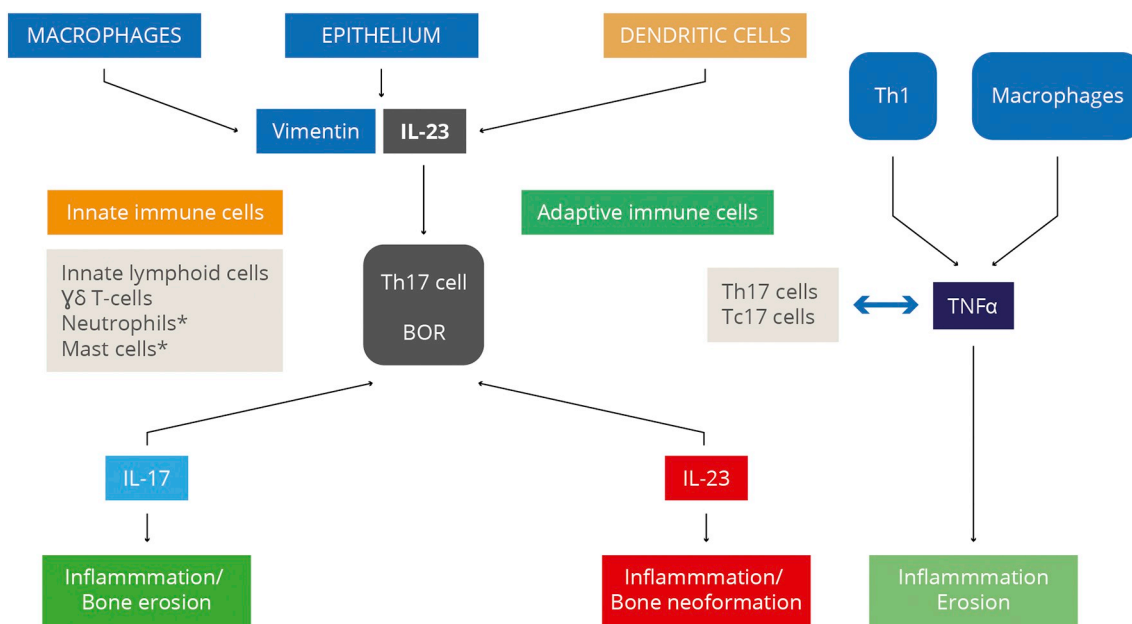 MACROPHAGES
EPITHELIUM
DENDRITIC CELLS
Th1
Macrophages
Vimentin
IL-23
Innate immune cells
Adaptive immune cells
Innate lymphoid cells
Ɣδ T-cells
Neutrophils*
Mast cells*
Th17 cell
BOR
Th17 cells
Tc17 cells
TNFα
IL-17
IL-23
Inflammmation/
Bone erosion
Inflammmation/
Bone neoformation
Inflammmation
Erosion